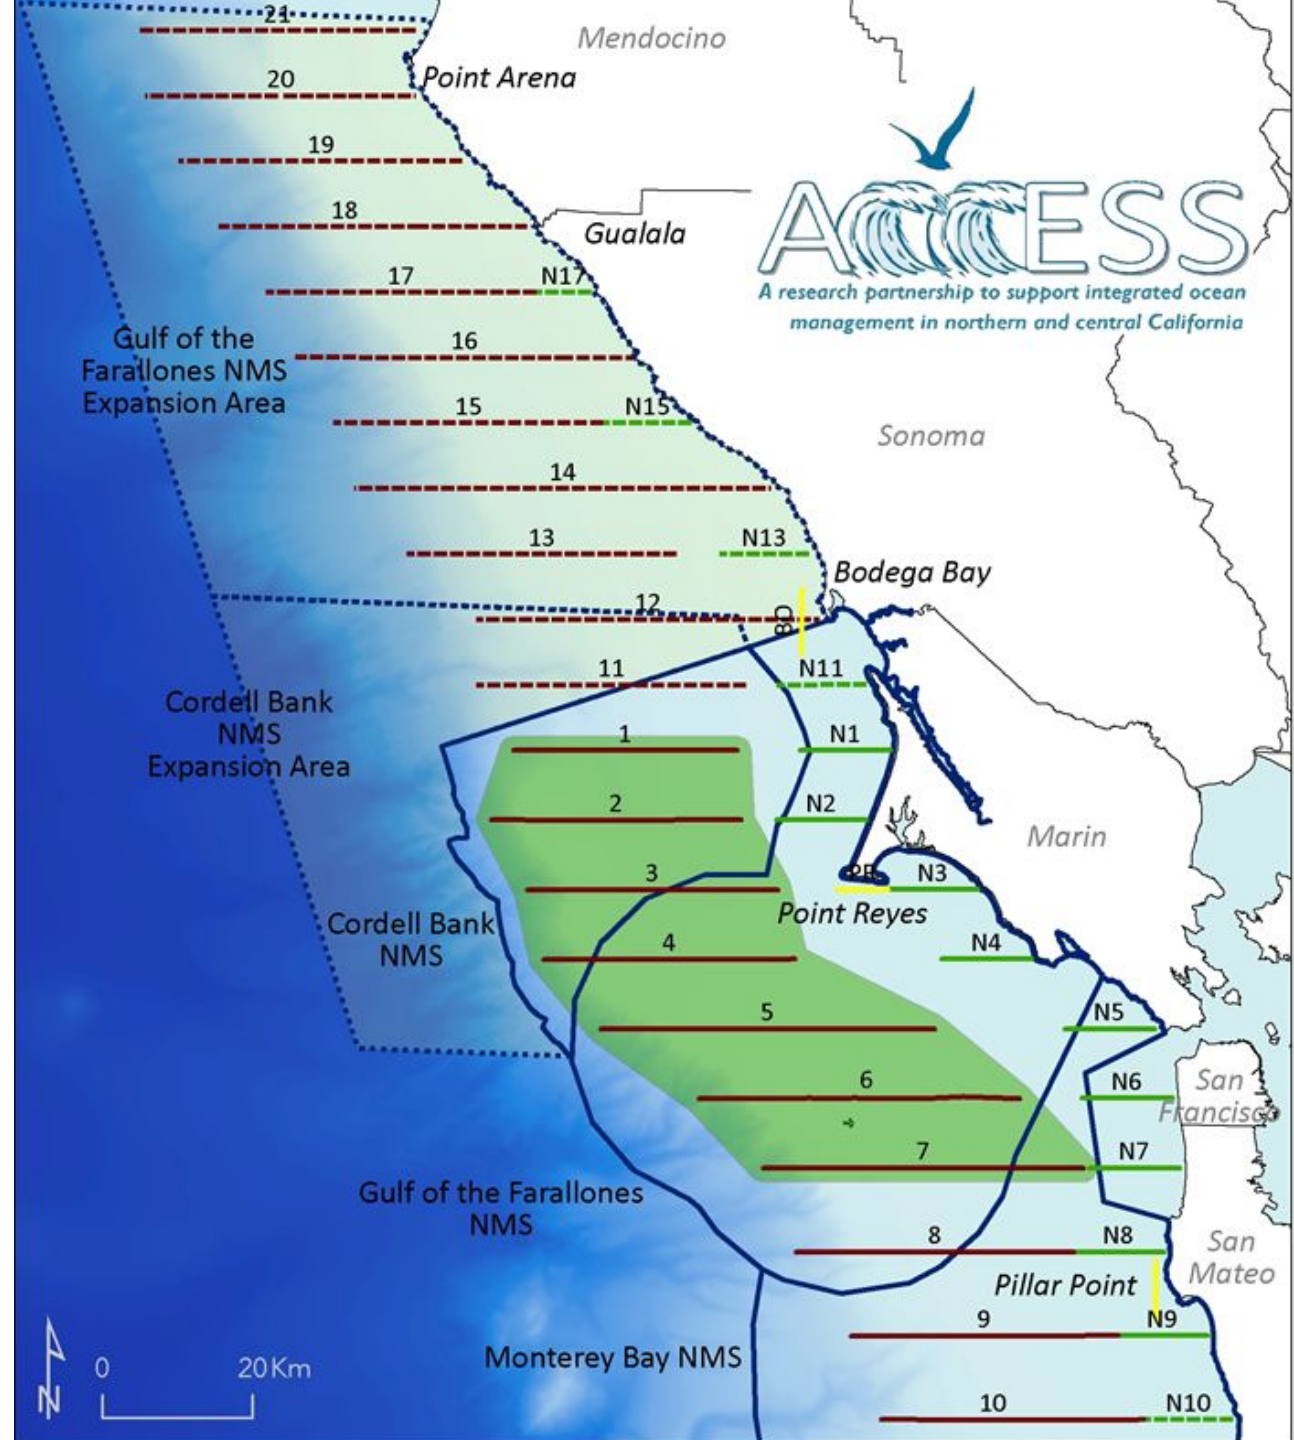 21
Mendocino
20
Point Arena
19
18
Gualala
ACCESS
A research partnership to support integrated ocean
management in northern and central California
17
N17
Gulf of the
Farallones NMS
Expansion Area
16
15
N15
Sonoma
14
13
N13
Bodega Bay
12
BD
11
N11
Cordell Bank
NMS
Expansion Area
1
N1
2
N2
Marin
3
N3
Point Reyes
Cordell Bank
NMS
4
N4
5
N5
6
N6
San
Francisco
7
N7
Gulf of the Farallones
NMS
8
N8
San
Mateo
Pillar Point
9
N9
Monterey Bay NMS
0
20 Km
N
10
N10